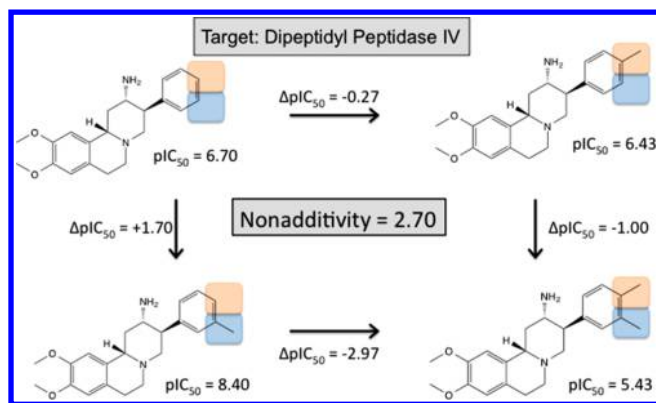 Target: Dipeptidyl Peptidase IV
NH₂
H
N
O
O
pIC₅₀ = 6.70
ΔpIC₅₀ = -0.27
NH₂
H
N
O
O
pIC₅₀ = 6.43
ΔpIC₅₀ = +1.70
Nonadditivity = 2.70
ΔpIC₅₀ = -1.00
NH₂
H
N
O
O
pIC₅₀ = 8.40
ΔpIC₅₀ = -2.97
NH₂
H
N
O
O
pIC₅₀ = 5.43